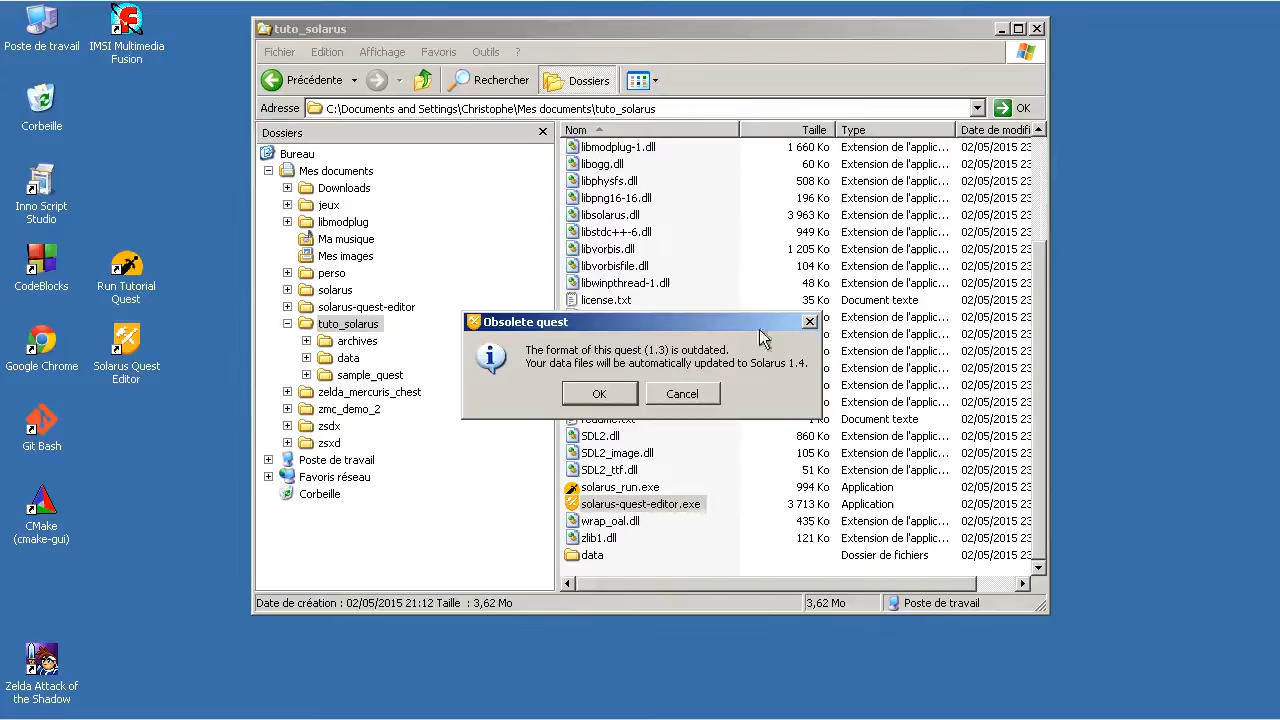 Poste de travail
IMSI Multimedia
Fusion
Corbeille
Inno Script
Studio
CodeBlocks
Run Tutorial
Quest
Google Chrome
Solarus Quest
Editor
Git Bash
CMake
(cmake-gui)
Zelda Attack of
the Shadow
tuto_solarus
Fichier Edition Affichage Favoris Outils ?
Précédente Rechercher Dossiers
Adresse C:\Documents and Settings\Christophe\Mes documents\tuto_solarus OK
Dossiers
Bureau
Mes documents
Downloads
jeux
libmodplug
Ma musique
Mes images
perso
solarus
solarus-quest-editor
tuto_solarus
archives
data
sample_quest
zelda_mercuris_chest
zmc_demo_2
zsdx
zsxd
Poste de travail
Favoris réseau
Corbeille
Nom Taille Type Date de modifi
libmodplug-1.dll 1 660 Ko Extension de l'applic... 02/05/2015 23
libogg.dll 60 Ko Extension de l'applic... 02/05/2015 23
libphysfs.dll 508 Ko Extension de l'applic... 02/05/2015 23
libpng16-16.dll 196 Ko Extension de l'applic... 02/05/2015 23
libsolarus.dll 3 963 Ko Extension de l'applic... 02/05/2015 23
libstdc++-6.dll 949 Ko Extension de l'applic... 02/05/2015 23
libvorbis.dll 1 205 Ko Extension de l'applic... 02/05/2015 23
libvorbisfile.dll 104 Ko Extension de l'applic... 02/05/2015 23
libwinpthread-1.dll 48 Ko Extension de l'applic... 02/05/2015 23
license.txt 35 Ko Document texte 02/05/2015 23
Extension de l'applic... 02/05/2015 23
Extension de l'applic... 02/05/2015 23
Extension de l'applic... 02/05/2015 23
Extension de l'applic... 02/05/2015 23
Extension de l'applic... 02/05/2015 23
Extension de l'applic... 02/05/2015 23
Document texte 02/05/2015 23
SDL2.dll 860 Ko Extension de l'applic... 02/05/2015 23
SDL2_image.dll 105 Ko Extension de l'applic... 02/05/2015 23
SDL2_ttf.dll 51 Ko Extension de l'applic... 02/05/2015 23
solarus_run.exe 994 Ko Application 02/05/2015 23
solarus-quest-editor.exe 3 713 Ko Application 02/05/2015 23
wrap_oal.dll 435 Ko Extension de l'applic... 02/05/2015 23
zlib1.dll 121 Ko Extension de l'applic... 02/05/2015 23
data Dossier de fichiers 02/05/2015 23
Obsolete quest
The format of this quest (1.3) is outdated.
Your data files will be automatically updated to Solarus 1.4.
OK Cancel
Date de création : 02/05/2015 21:12 Taille : 3,62 Mo 3,62 Mo Poste de travail